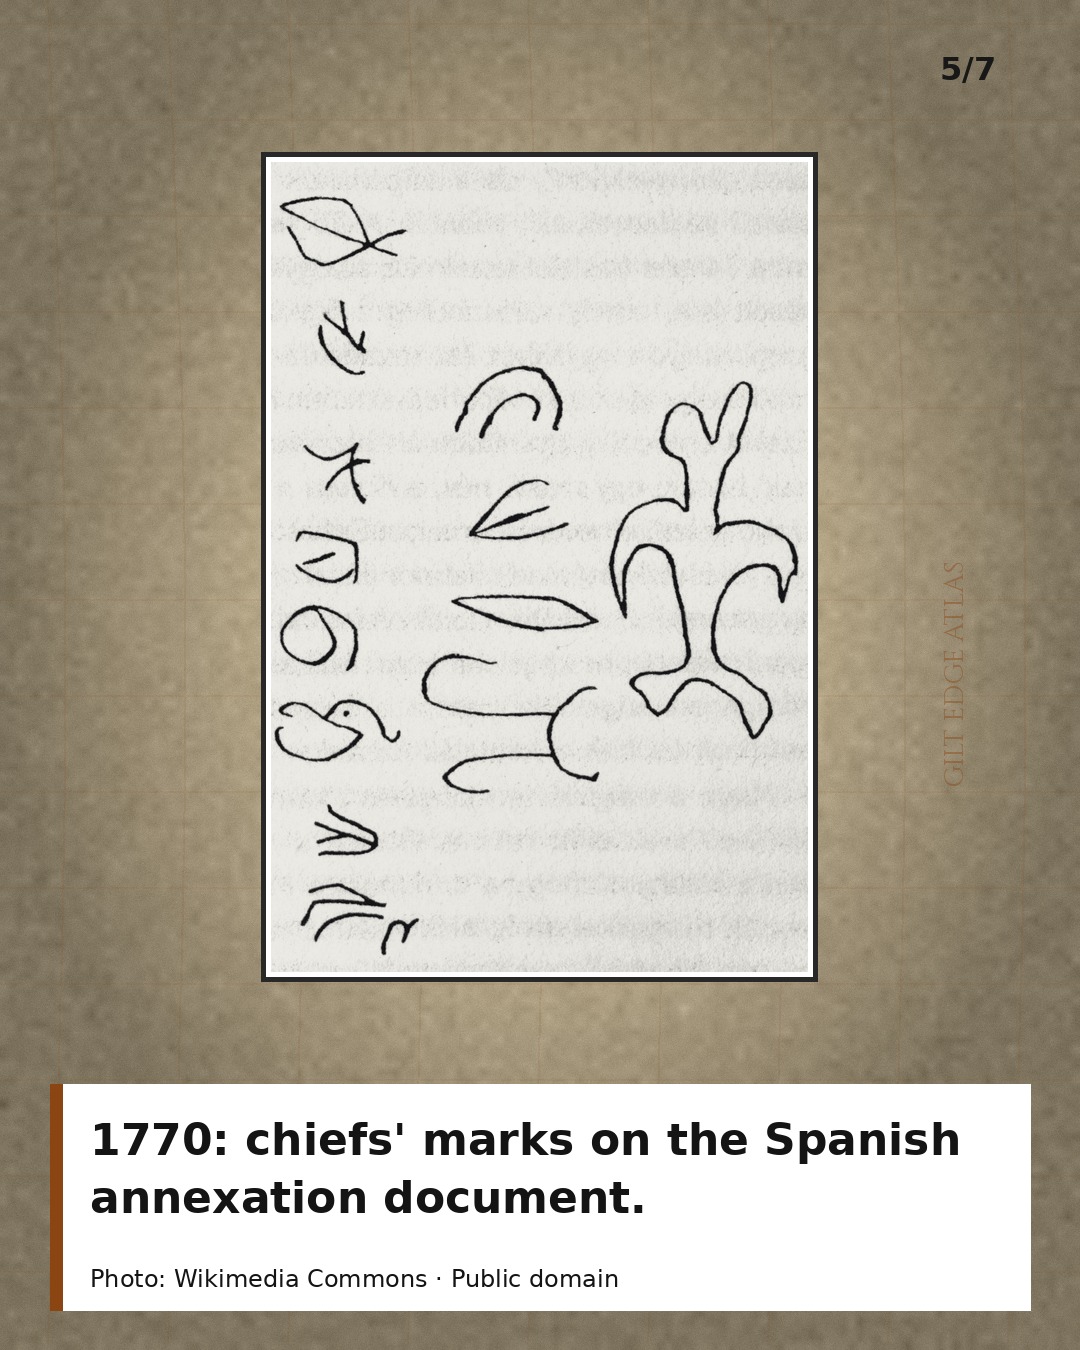 5/7
GILT EDGE ATLAS
1770: chiefs' marks on the Spanish
annexation document.
Photo: Wikimedia Commons · Public domain